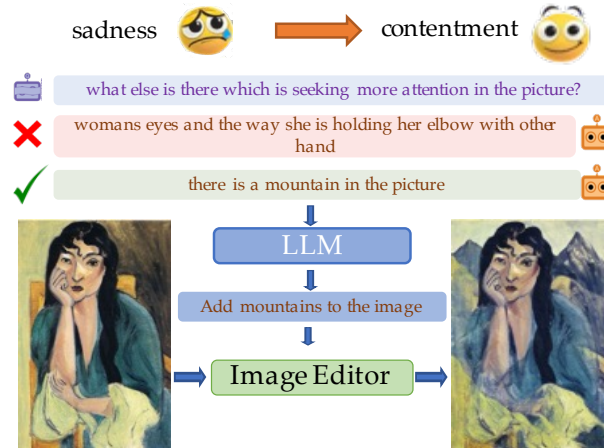 sadness
contentment
what else is there which is seeking more attention in the picture?
womans eyes and the way she is holding her elbow with other
hand
there is a mountain in the picture
LLM
Add mountains to the image
Image Editor